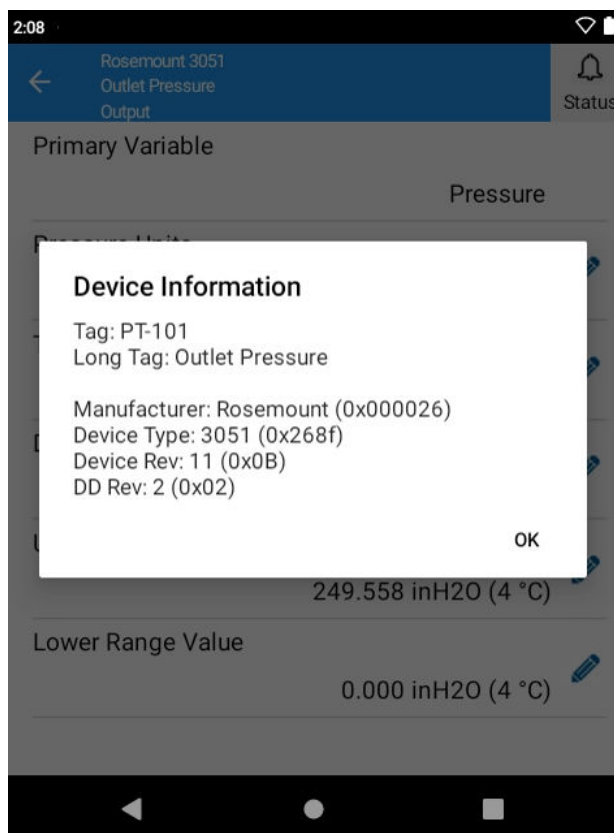 2:08
Rosemount 3051
Outlet Pressure
Output
Status
Primary Variable
Pressure
Device Information
Tag: PT-101
Long Tag: Outlet Pressure
Manufacturer: Rosemount (0x000026)
Device Type: 3051 (0x268f)
Device Rev: 11 (0x0B)
DD Rev: 2 (0x02)
OK
249.558 inH2O (4 °C)
Lower Range Value
0.000 inH2O (4 °C)